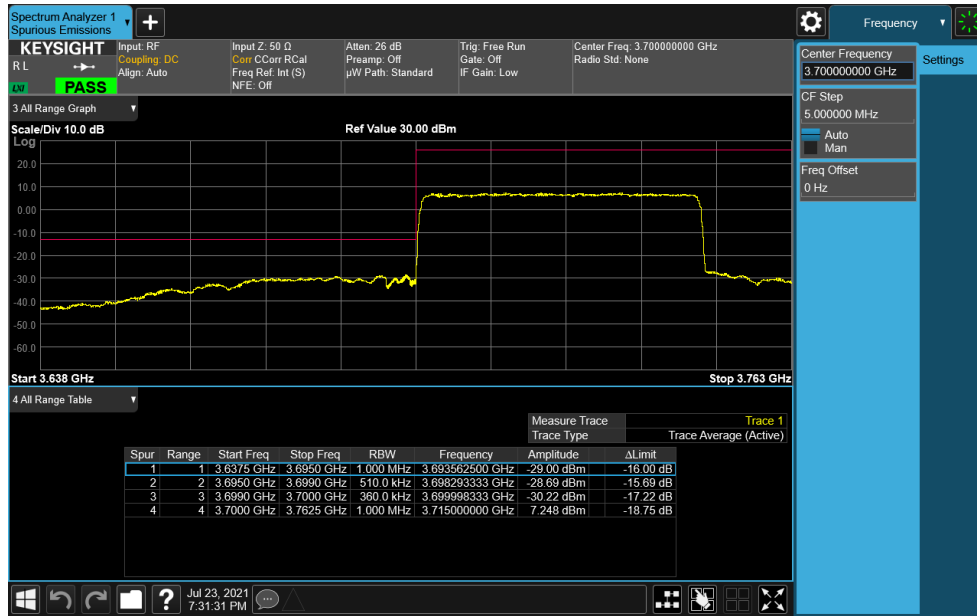 Spectrum Analyzer 1
Spurious Emissions
Frequency
KEYSIGHT
R L
LXI
PASS
Input: RF
Coupling: DC
Align: Auto
Input Z: 50 Ω
Corr CCorr RCal
Freq Ref: Int (S)
NFE: Off
Atten: 26 dB
Preamp: Off
µW Path: Standard
Trig: Free Run
Gate: Off
IF Gain: Low
Center Freq: 3.700000000 GHz
Radio Std: None
Center Frequency
3.700000000 GHz
Settings
CF Step
5.000000 MHz
Auto
Man
Freq Offset
0 Hz
3 All Range Graph
Scale/Div 10.0 dB
Ref Value 30.00 dBm
Log
20.0
10.0
0.00
-10.0
-20.0
-30.0
-40.0
-50.0
-60.0
Start 3.638 GHz
Stop 3.763 GHz
4 All Range Table
Measure Trace Trace 1
Trace Type Trace Average (Active)
Spur Range Start Freq Stop Freq RBW Frequency Amplitude ΔLimit
1 1 3.6375 GHz 3.6950 GHz 1.000 MHz 3.693562500 GHz -29.00 dBm -16.00 dB
2 2 3.6950 GHz 3.6990 GHz 510.0 kHz 3.698293333 GHz -28.69 dBm -15.69 dB
3 3 3.6990 GHz 3.7000 GHz 360.0 kHz 3.699998333 GHz -30.22 dBm -17.22 dB
4 4 3.7000 GHz 3.7625 GHz 1.000 MHz 3.715000000 GHz 7.248 dBm -18.75 dB
?
Jul 23, 2021
7:31:31 PM